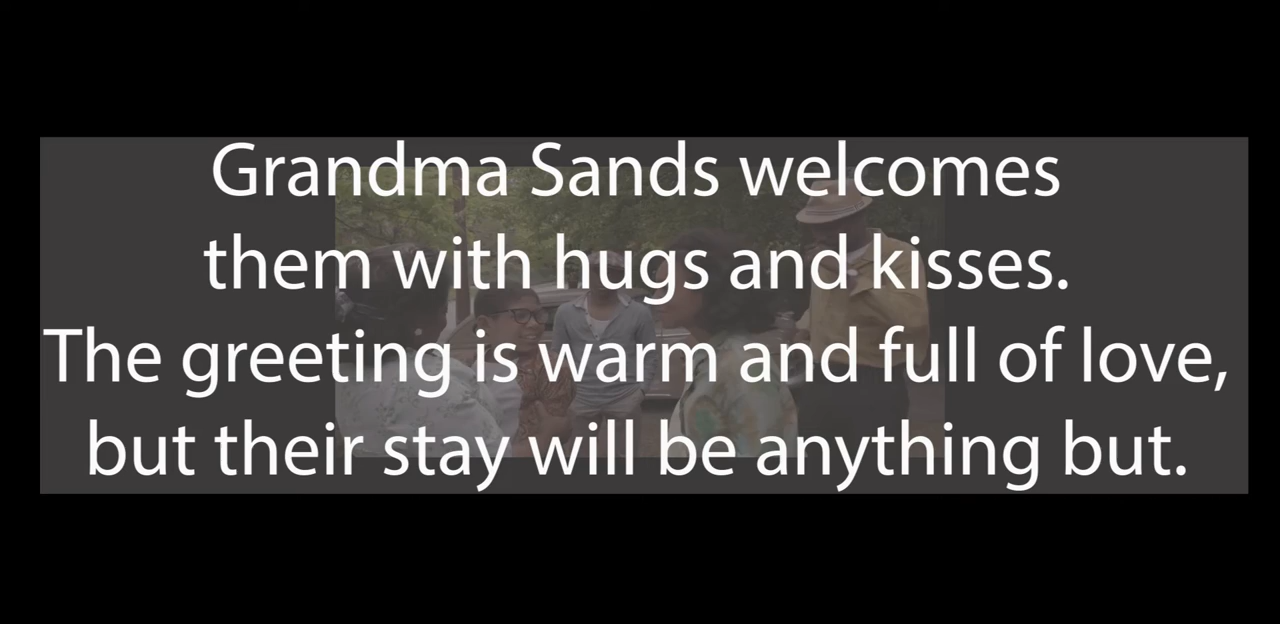 Grandma Sands welcomes
them with hugs and kisses.
The greeting is warm and full of love,
but their stay will be anything but.